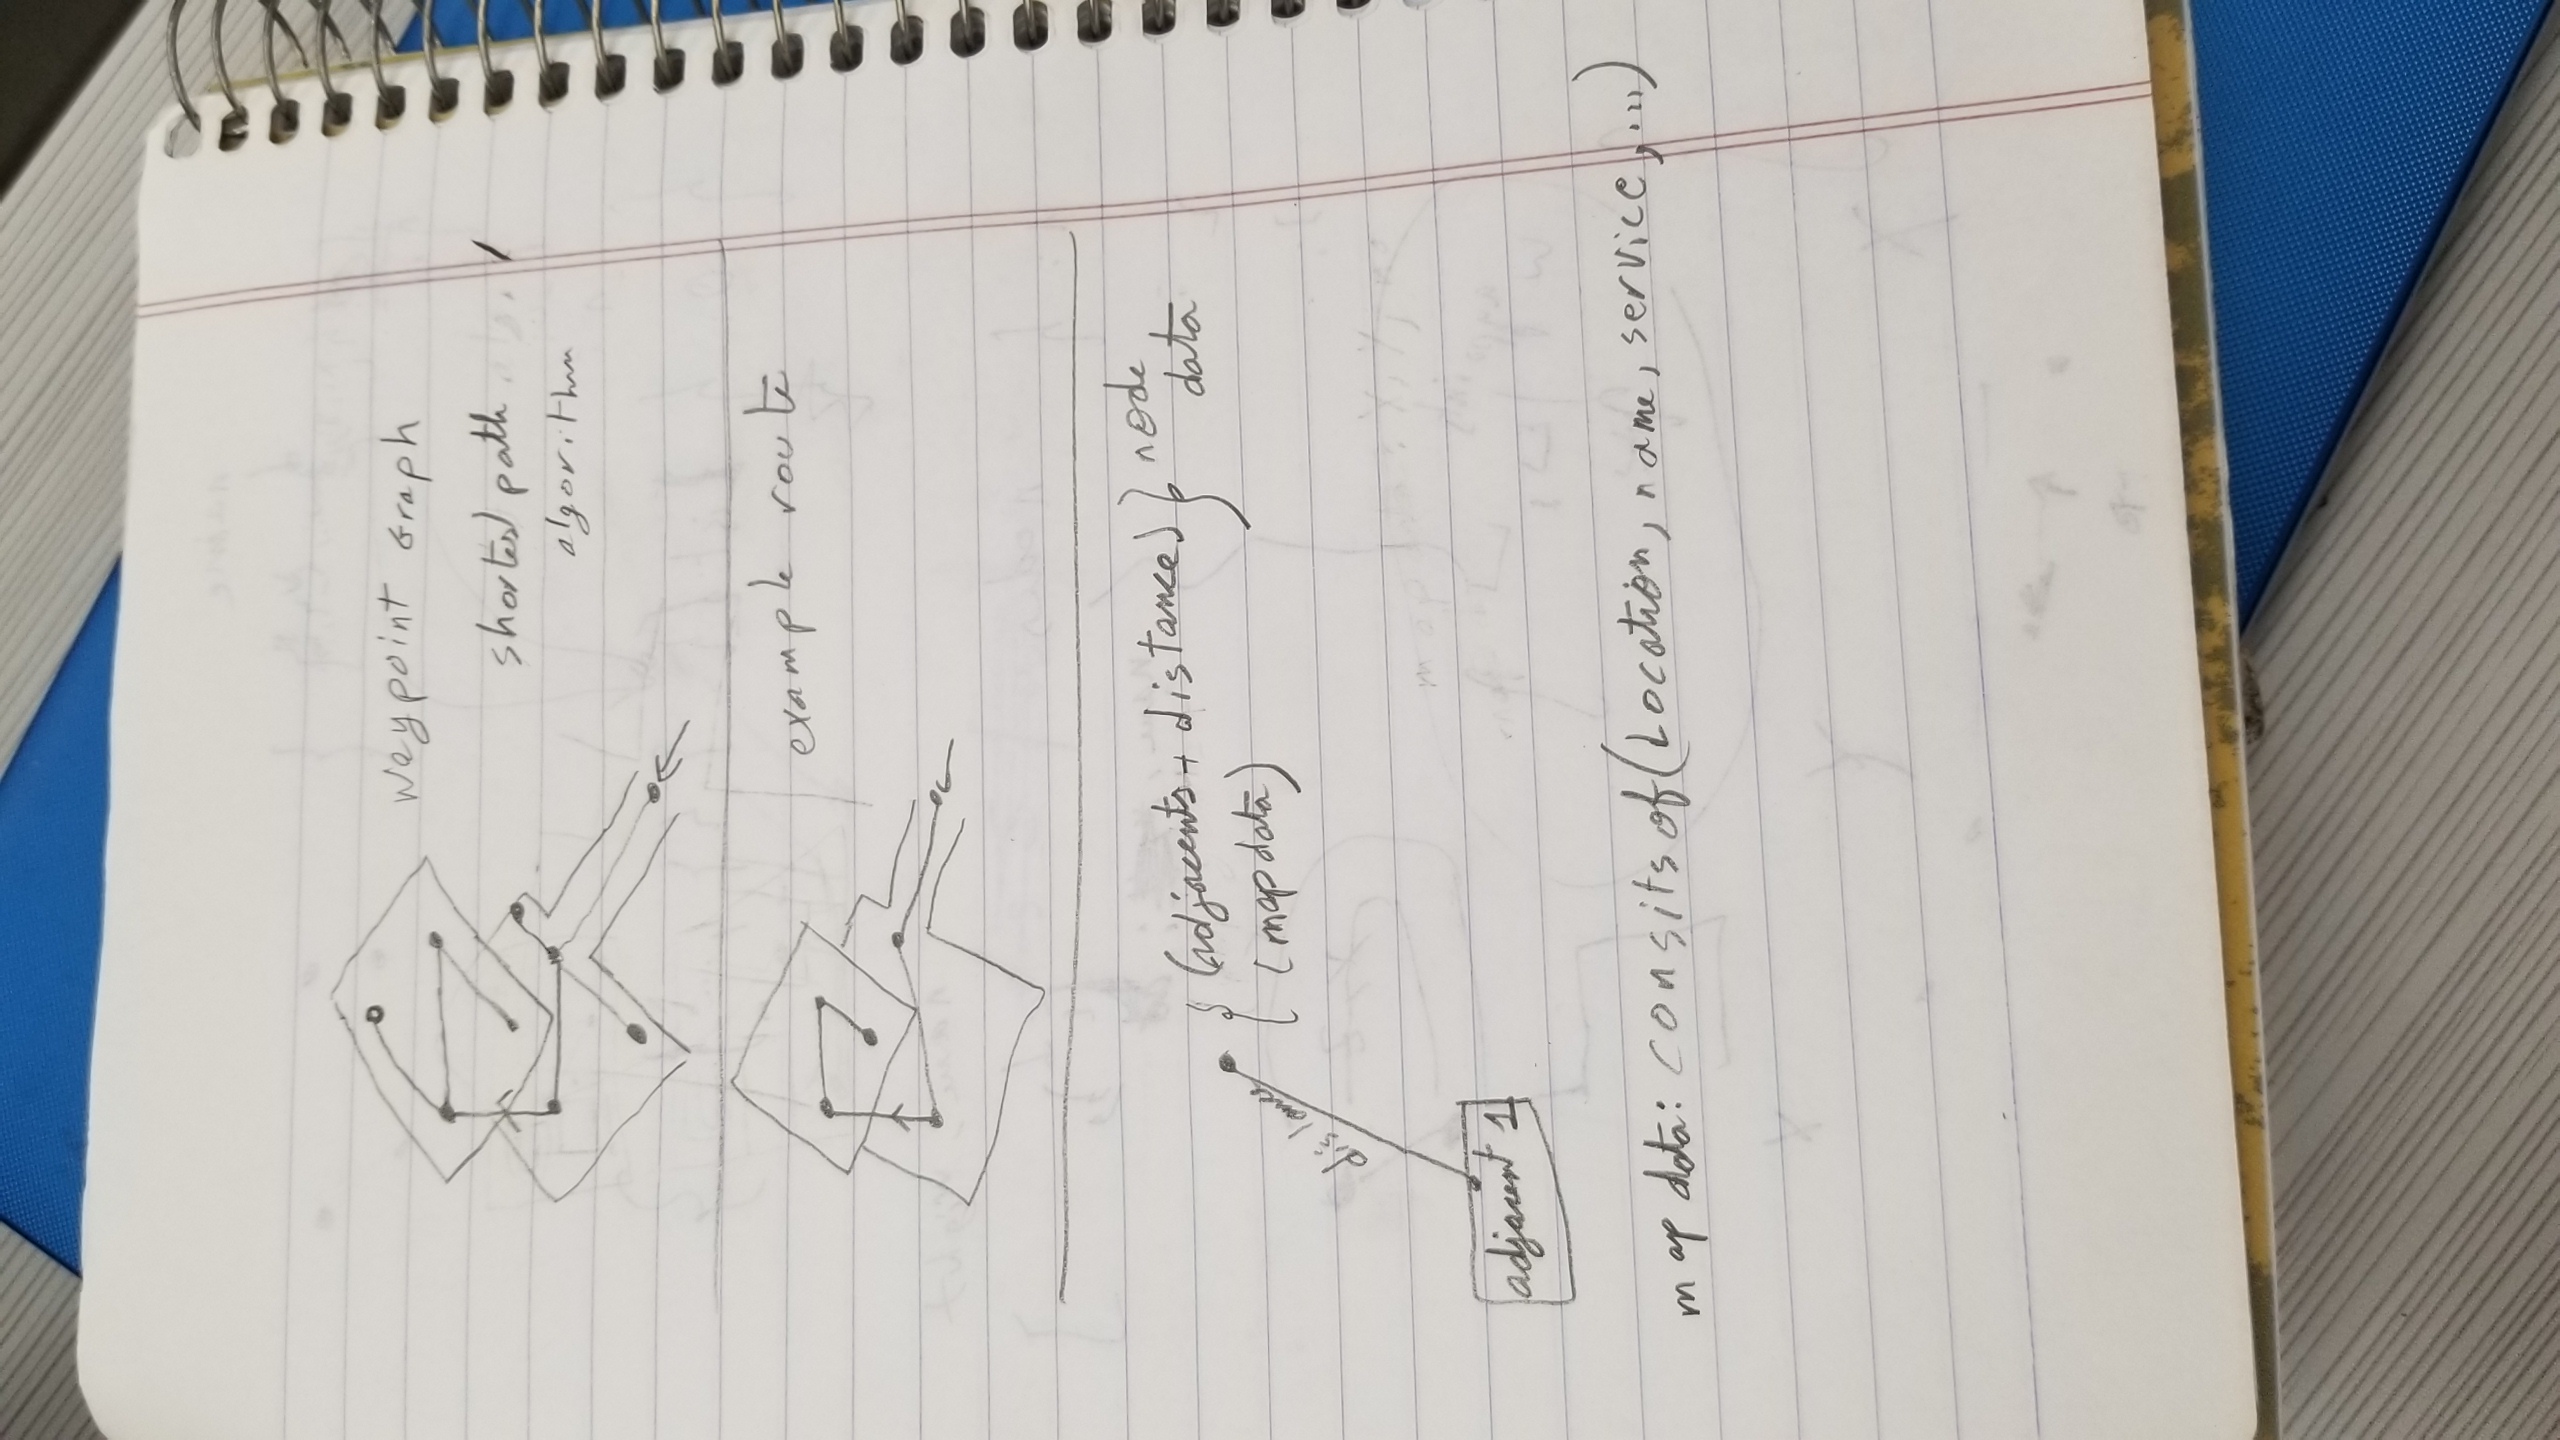 waypoint Graph
shortest path
algorithm
example route
{ (adjacents + distance) } node
data
(map data)
distance
adjacent 1
map data: consits of (Location, name, service, ...)